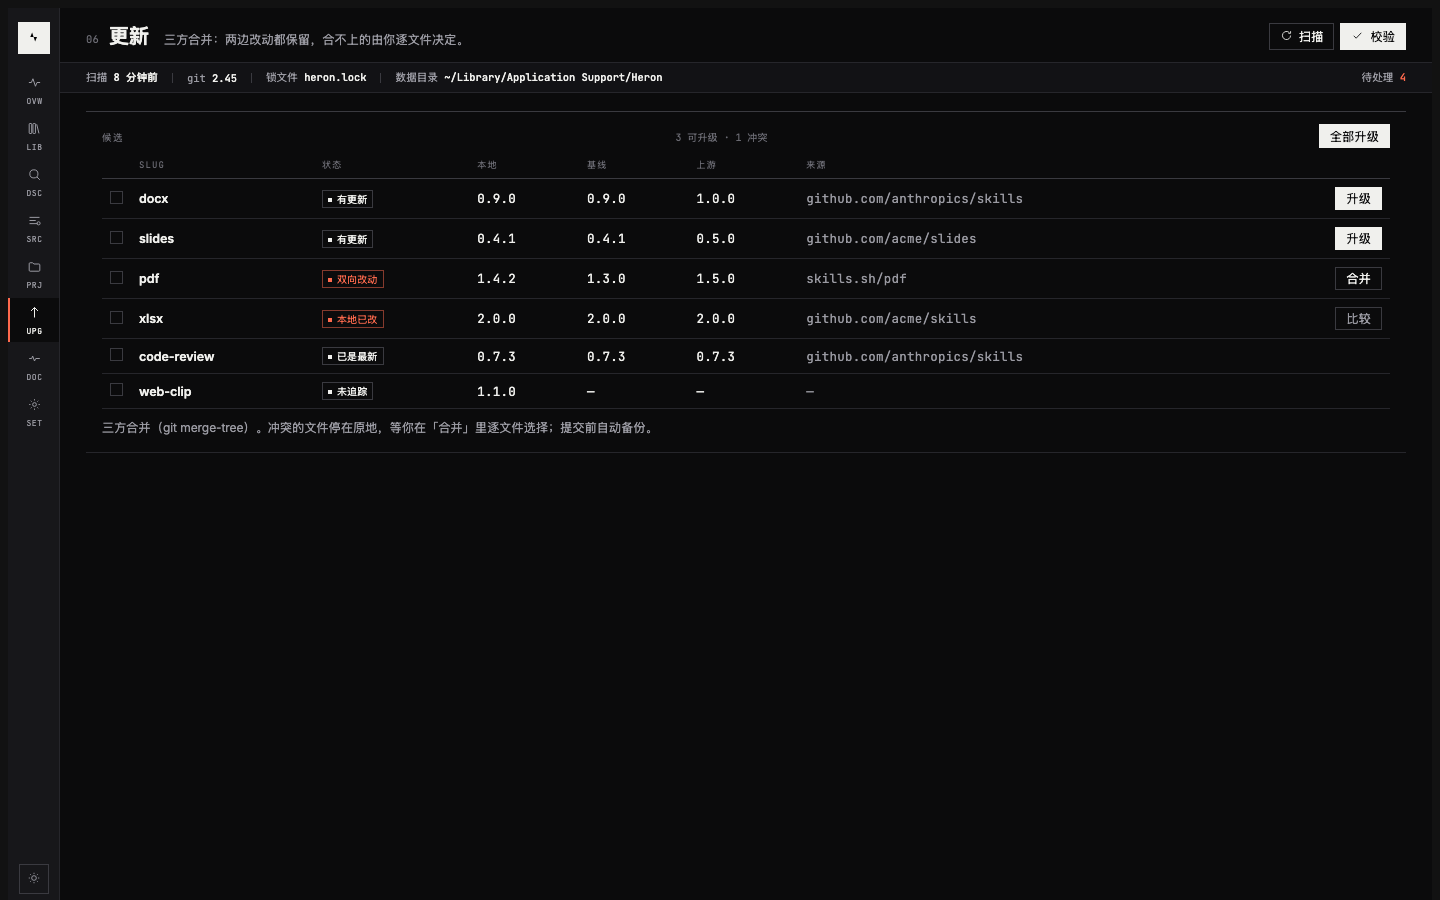 06 更新 三方合并：两边改动都保留，合不上的由你逐文件决定。 扫描 校验
扫描 8 分钟前 git 2.45 锁文件 heron.lock 数据目录 ~/Library/Application Support/Heron 待处理 4
OVW
LIB
DSC
SRC
PRJ
UPG
DOC
SET
候选 3 可升级 · 1 冲突 全部升级
SLUG 状态 本地 基线 上游 来源
docx 有更新 0.9.0 0.9.0 1.0.0 github.com/anthropics/skills 升级
slides 有更新 0.4.1 0.4.1 0.5.0 github.com/acme/slides 升级
pdf 双向改动 1.4.2 1.3.0 1.5.0 skills.sh/pdf 合并
xlsx 本地已改 2.0.0 2.0.0 2.0.0 github.com/acme/skills 比较
code-review 已是最新 0.7.3 0.7.3 0.7.3 github.com/anthropics/skills
web-clip 未追踪 1.1.0 — — —
三方合并（git merge-tree）。冲突的文件停在原地，等你在「合并」里逐文件选择；提交前自动备份。